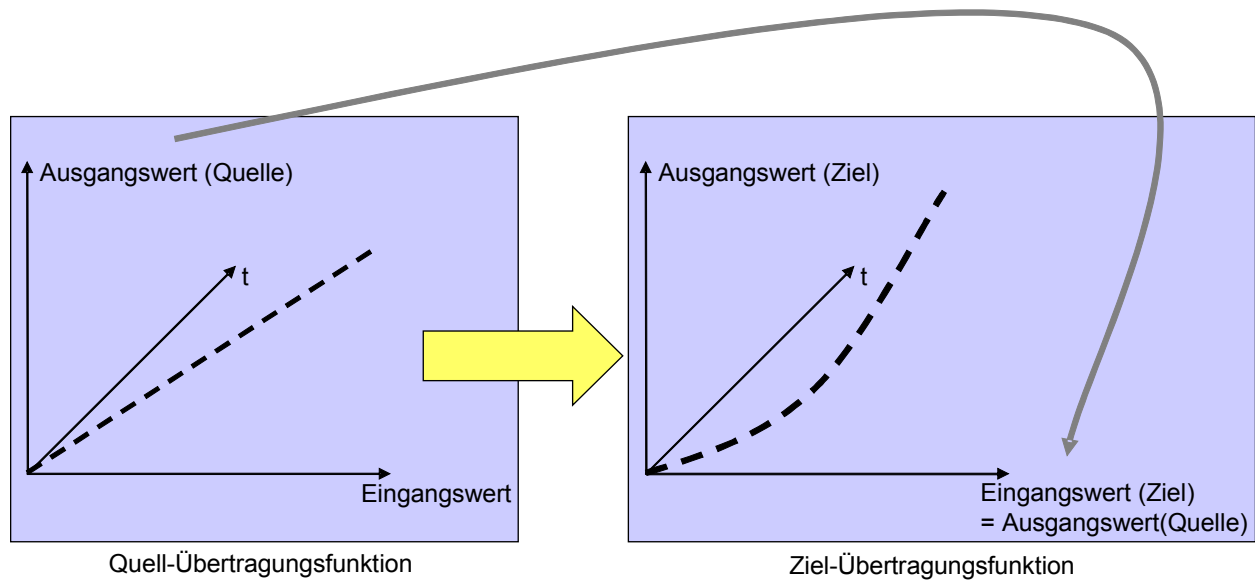 Ausgangswert (Quelle)
t
Eingangswert
Quell-Übertragungsfunktion
Ausgangswert (Ziel)
t
Eingangswert (Ziel)
= Ausgangswert(Quelle)
Ziel-Übertragungsfunktion